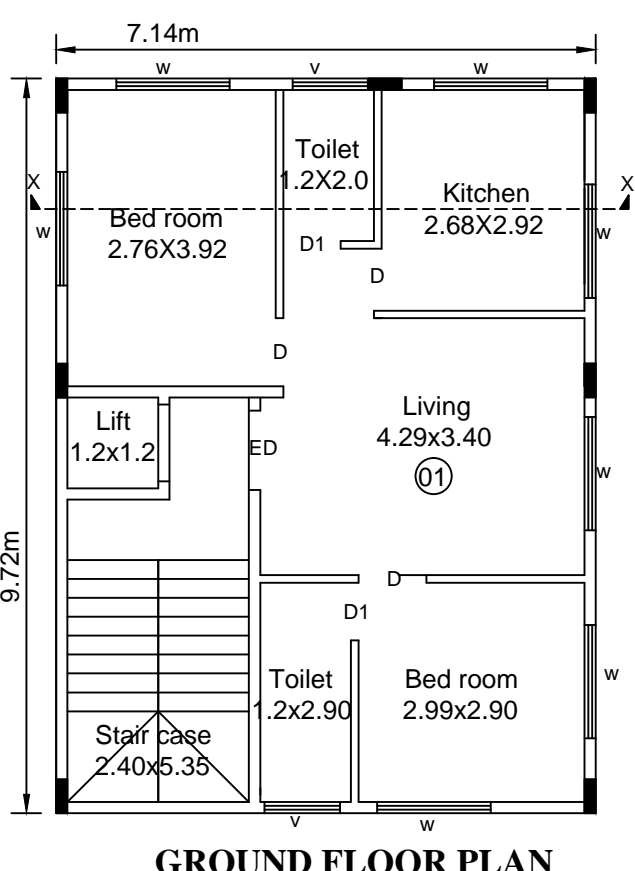 7.14m
w
v
w
X
X
Toilet
1.2X2.0
Kitchen
2.68X2.92
Bed room
2.76X3.92
w
w
D1
D
D
Living
4.29x3.40
01
Lift
1.2x1.2
ED
w
9.72m
D
D1
Toilet
1.2x2.90
Bed room
2.99x2.90
w
Stair case
2.40x5.35
v
w
GROUND FLOOR PLAN